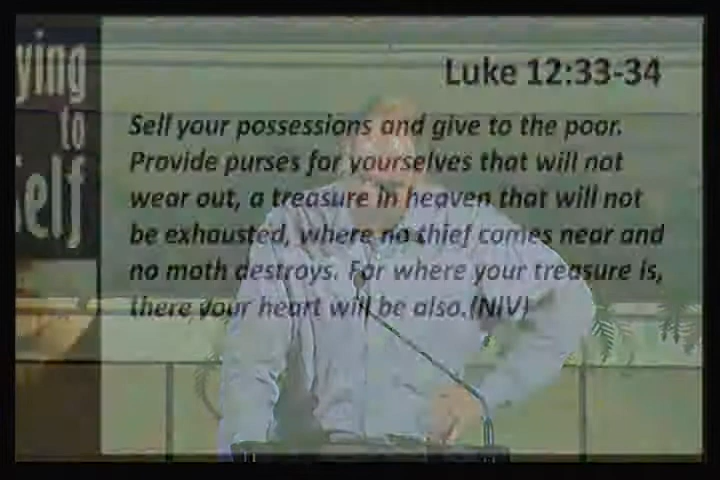 ying
to
elf
Luke 12:33-34
Sell your possessions and give to the poor.
Provide purses for yourselves that will not
wear out, a treasure in heaven that will not
be exhausted, where no thief comes near and
no moth destroys. For where your treasure is,
there your heart will be also.(NIV)